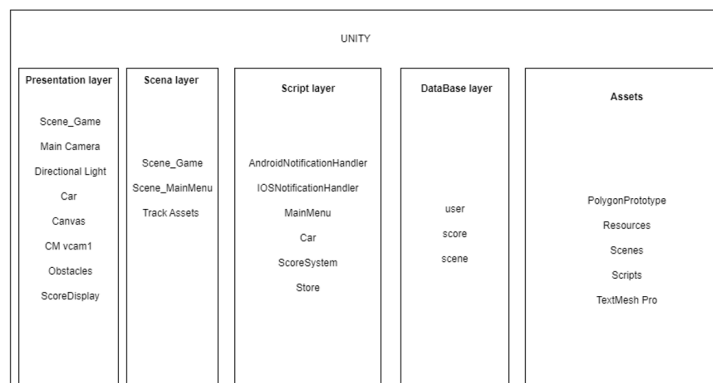 UNITY
Presentation layer
Scene_Game
Main Camera
Directional Light
Car
Canvas
CM vcam1
Obstacles
ScoreDisplay
Scena layer
Scene_Game
Scene_MainMenu
Track Assets
Script layer
AndroidNotificationHandler
IOSNotificationHandler
MainMenu
Car
ScoreSystem
Store
DataBase layer
user
score
scene
Assets
PolygonPrototype
Resources
Scenes
Scripts
TextMesh Pro